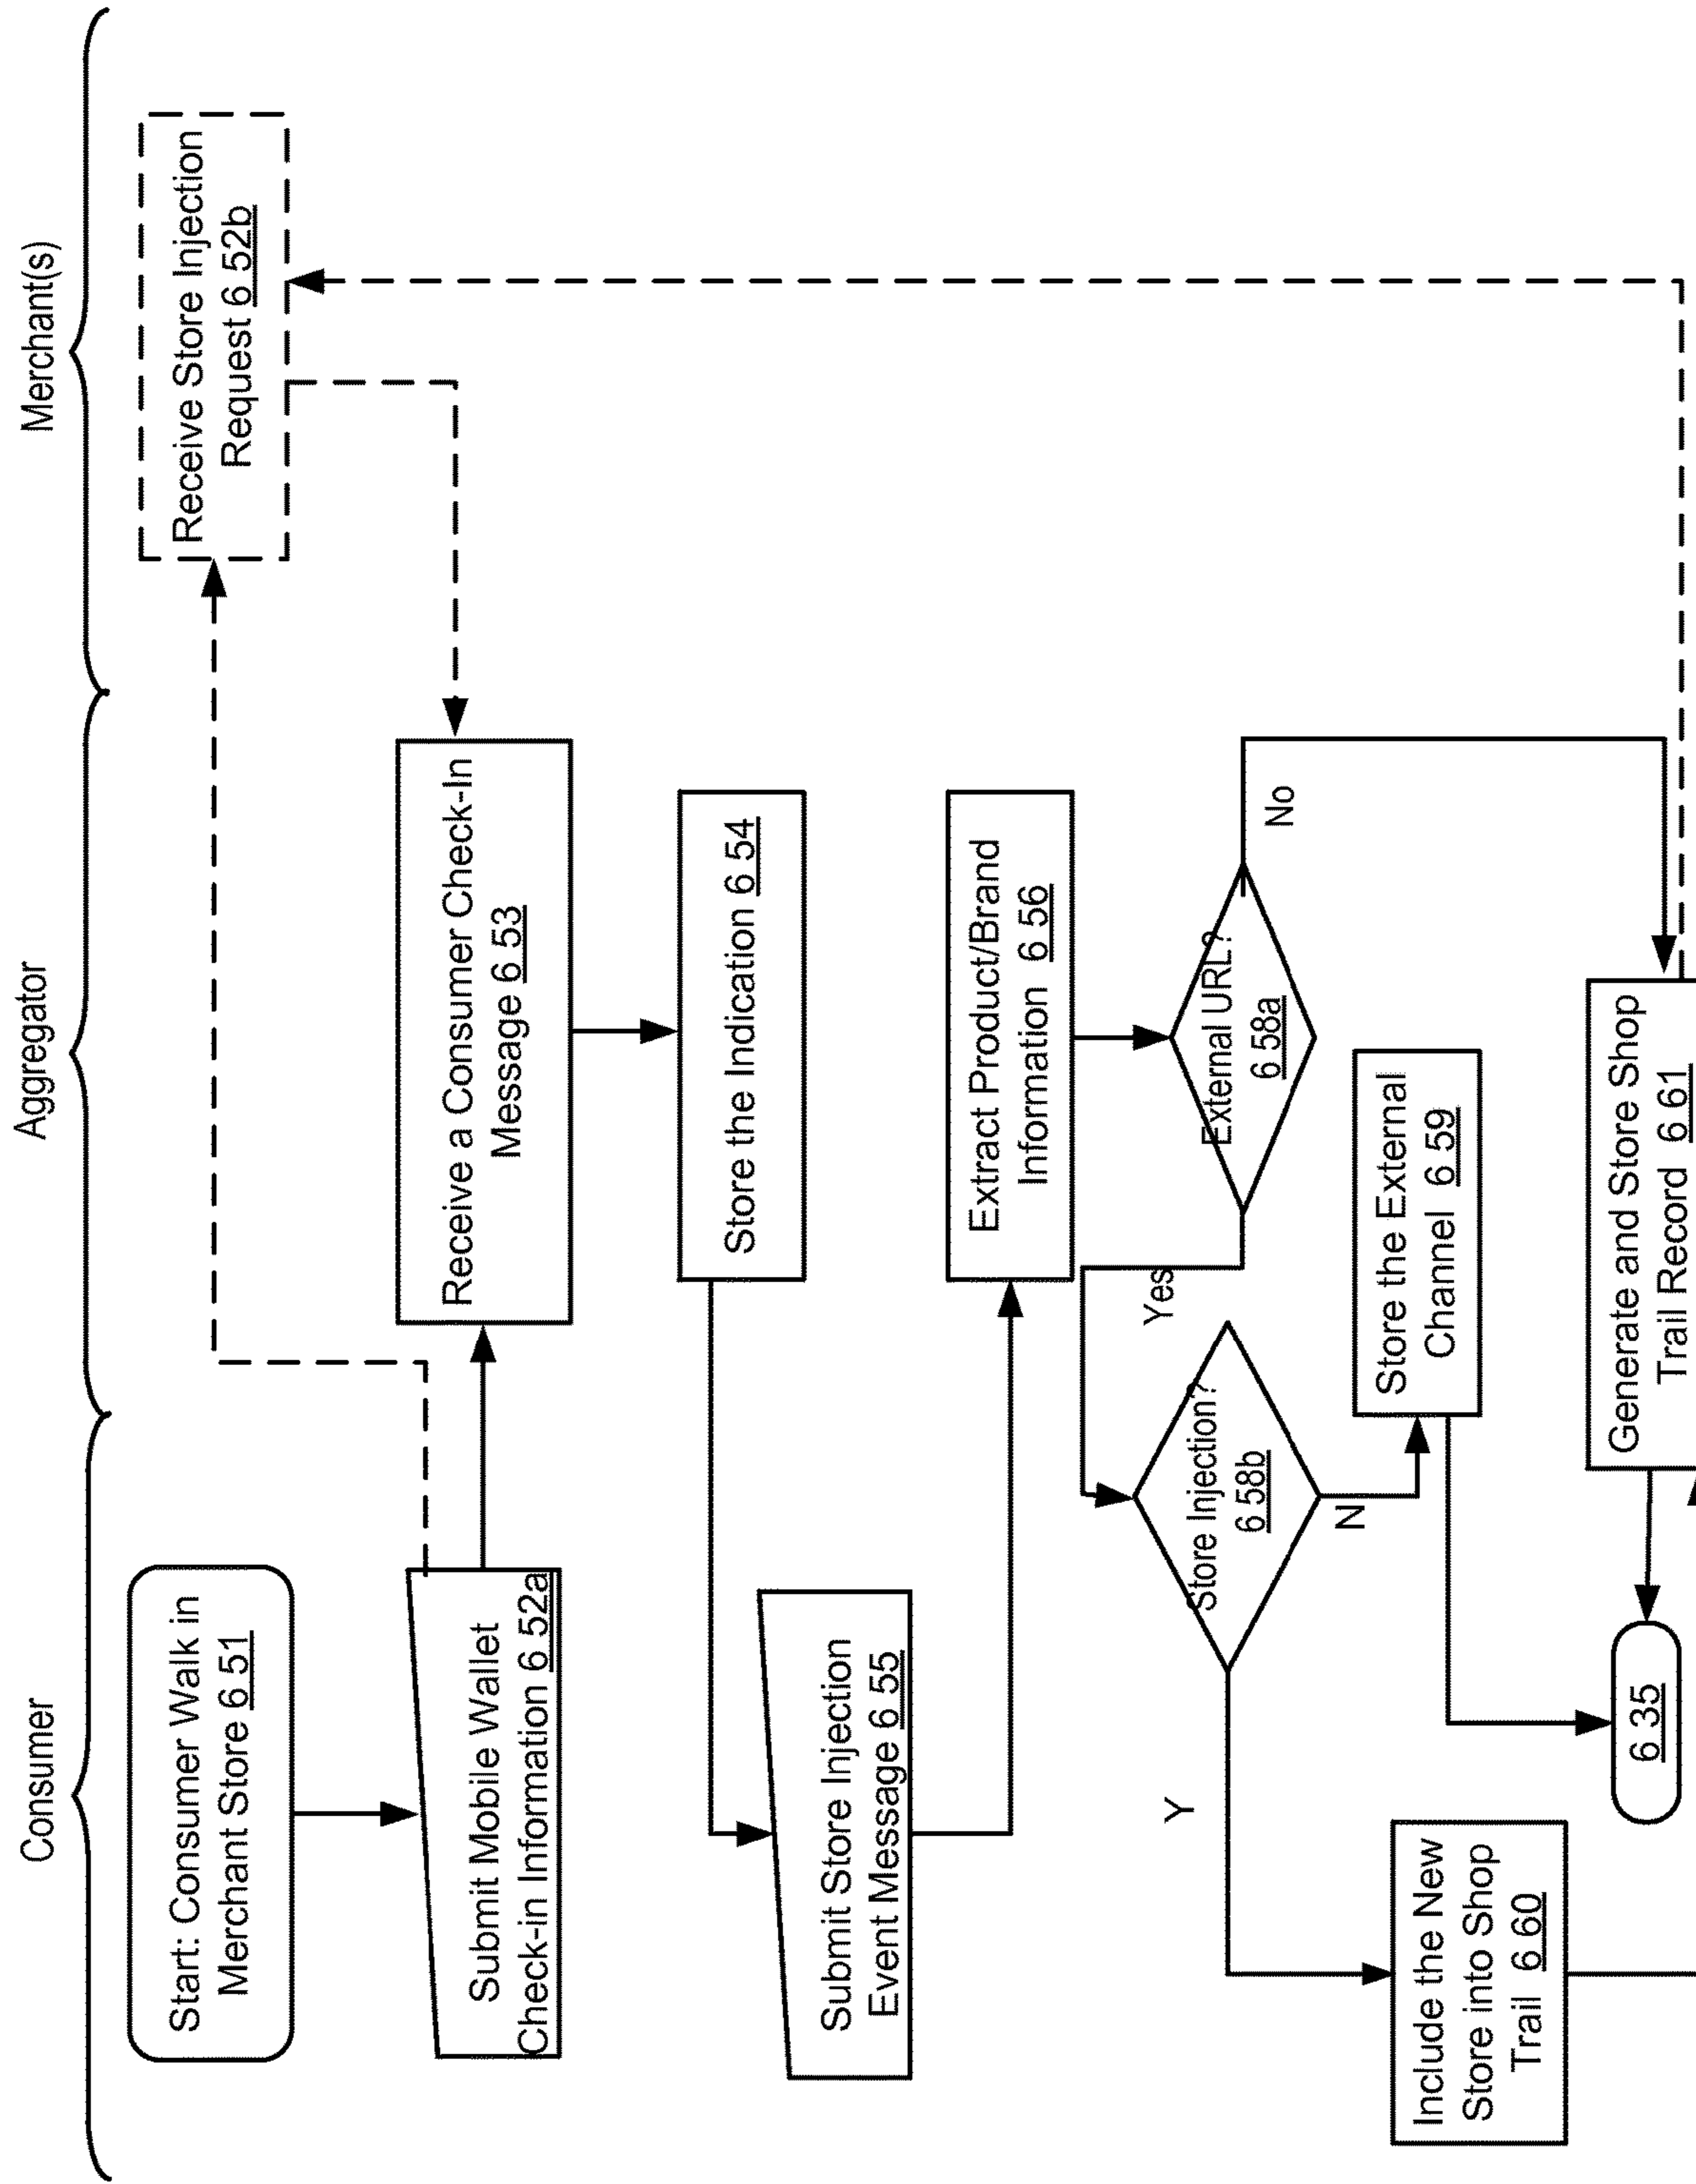 Consumer
Aggregator
Merchant(s)
Start: Consumer Walk in
Merchant Store 6 51
Receive Store Injection
Request 6 52b
Submit Mobile Wallet
Check-in Information 6 52a
Receive a Consumer Check-In
Message 6 53
Store the Indication 6 54
Submit Store Injection
Event Message 6 55
Extract Product/Brand
Information 6 56
External URL?
6 58a
No
Yes
Store Injection?
6 58b
Y
N
Store the External
Channel 6 59
Include the New
Store into Shop
Trail 6 60
6 35
Generate and Store Shop
Trail Record 6 61